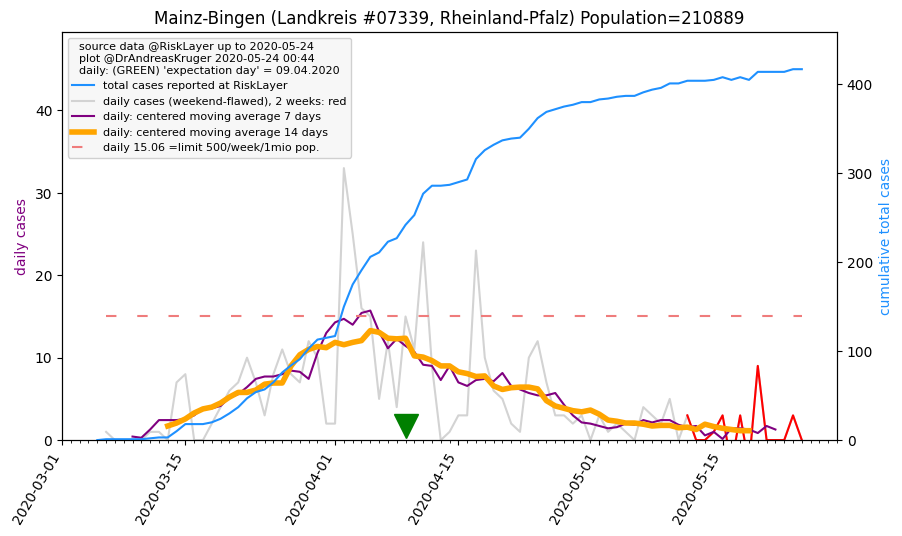 Mainz-Bingen (Landkreis #07339, Rheinland-Pfalz) Population=210889
source data @RiskLayer up to 2020-05-24
plot @DrAndreasKruger 2020-05-24 00:44
daily: (GREEN) 'expectation day' = 09.04.2020
total cases reported at RiskLayer
daily cases (weekend-flawed), 2 weeks: red
daily: centered moving average 7 days
daily: centered moving average 14 days
daily 15.06 =limit 500/week/1mio pop.
daily cases
40
30
20
10
0
cumulative total cases
400
300
200
100
0
2020-03-01
2020-03-15
2020-04-01
2020-04-15
2020-05-01
2020-05-15